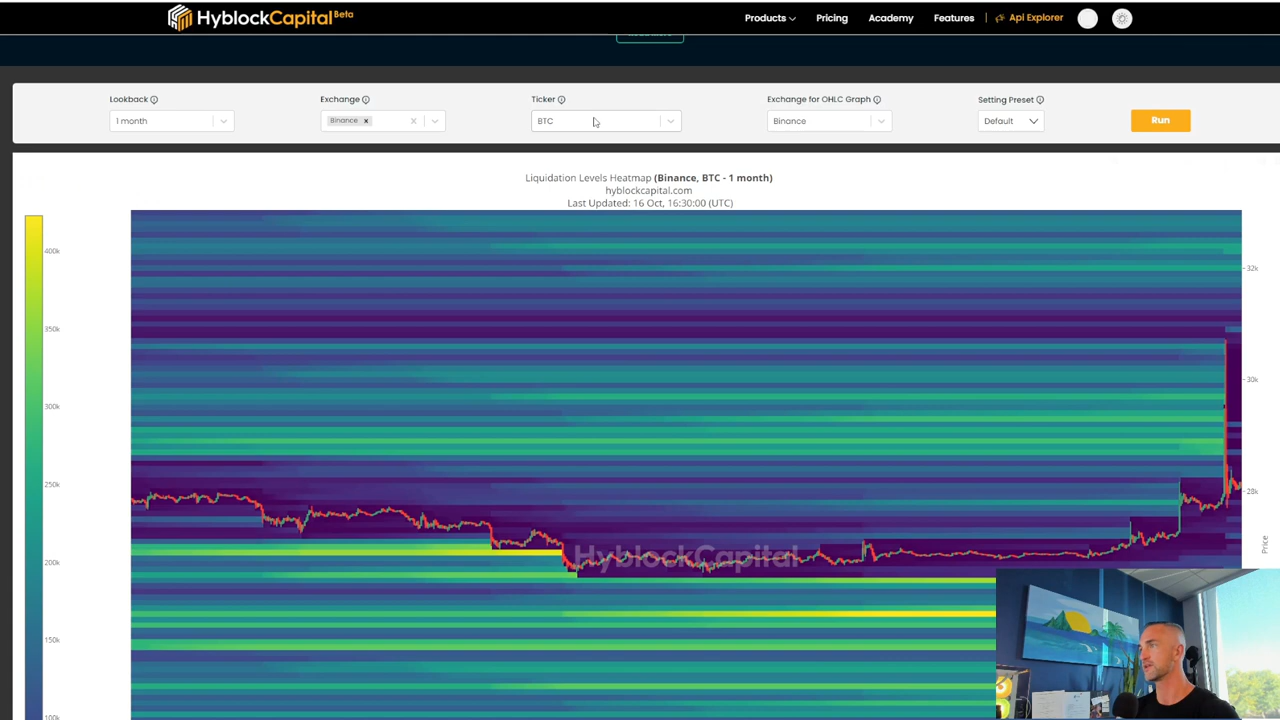 HyblockCapital Beta
Products Pricing Academy Features Api Explorer
Lookback Exchange Ticker Exchange for OHLC Graph Setting Preset
1 month Binance BTC Binance Default Run
Liquidation Levels Heatmap (Binance, BTC - 1 month)
hyblockcapital.com
Last Updated: 16 Oct, 16:30:00 (UTC)
400k
32k
350k
30k
300k
250k
28k
HyblockCapital
Price
200k
150k
100k